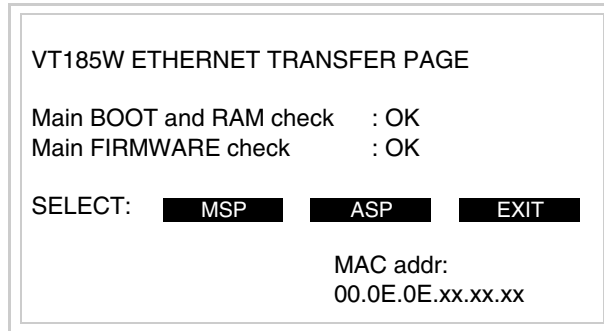 VT185W ETHERNET TRANSFER PAGE
Main BOOT and RAM check : OK
Main FIRMWARE check : OK
SELECT: MSP ASP EXIT
MAC addr:
00.0E.0E.xx.xx.xx